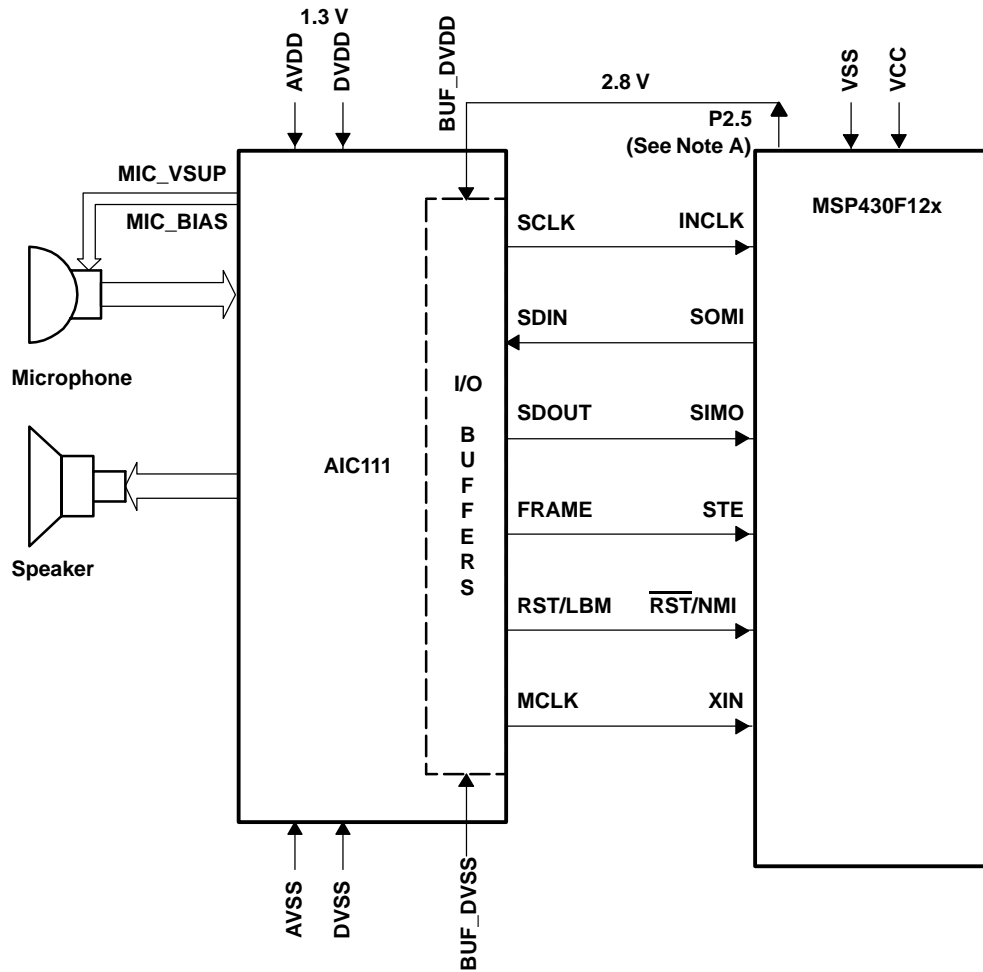 1.3 V
AVDD
DVDD
BUF_DVDD
2.8 V
P2.5
(See Note A)
VSS
VCC
MIC_VSUP
MIC_BIAS
MSP430F12x
Microphone
Speaker
AIC111
I/O
B
U
F
F
E
R
S
SCLK INCLK
SDIN SOMI
SDOUT SIMO
FRAME STE
RST/LBM R̅S̅T̅/NMI
MCLK XIN
AVSS
DVSS
BUF_DVSS